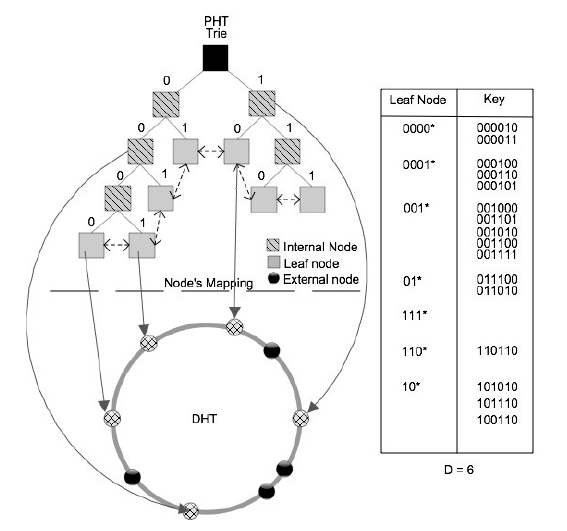 PHT
Trie
0 1
0 1 0 1
0 1 0 1
0 1
Internal Node
Leaf node
External node
Node's Mapping
DHT
Leaf Node Key
0000* 000010
000011
0001* 000100
000110
000101
001* 001000
001101
001010
001100
001111
01* 011100
011010
111*
110* 110110
10* 101010
101110
100110
D = 6